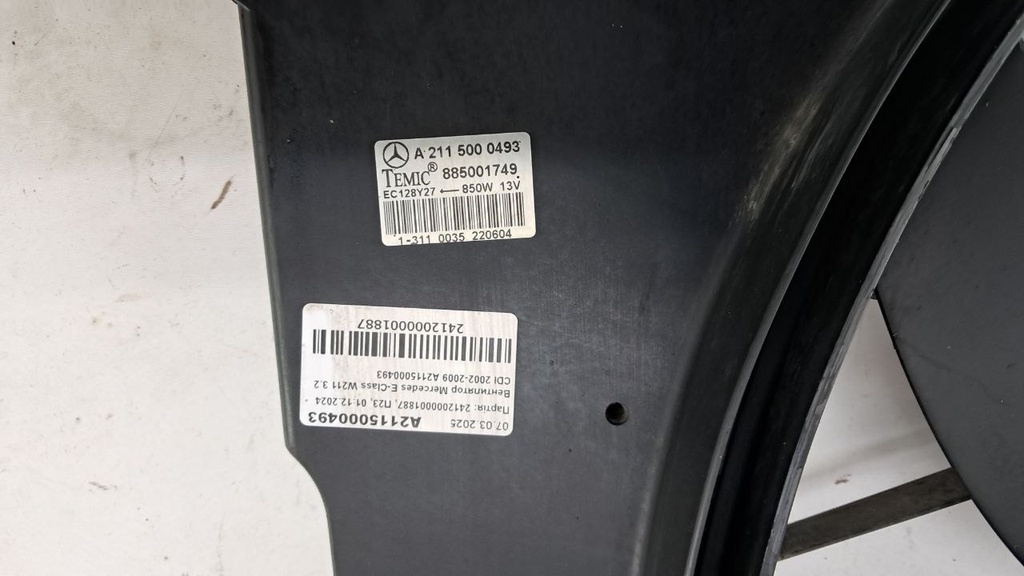 A 211 500 0493
TEMIC® 885001749
EC128Y27 ← 850W 13V
1-311 0035 220604
07.03.2025 A2115000493
Партія: 2412000001887, П23, 01.12.2024
Вентилятор Mercedes E-Class W211 3.2
CDI 2002-2009 A2115000493
2412000001887